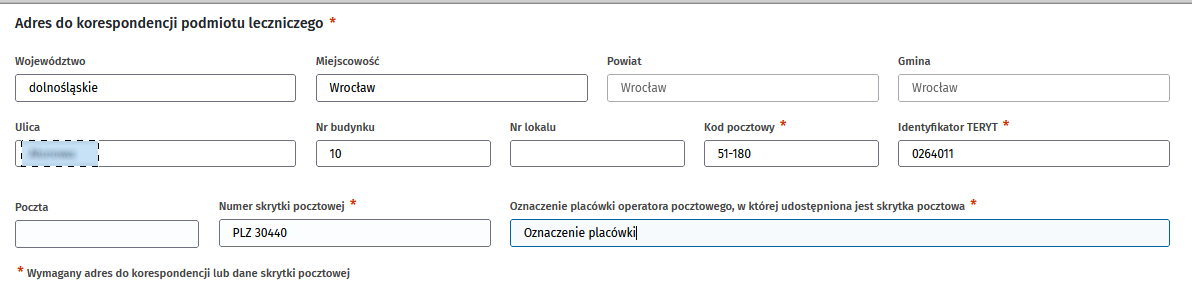 Adres do korespondencji podmiotu leczniczego *
Województwo Miejscowość Powiat Gmina
dolnośląskie Wrocław Wrocław Wrocław
Ulica Nr budynku Nr lokalu Kod pocztowy * Identyfikator TERYT *
10 51-180 0264011
Poczta Numer skrytki pocztowej * Oznaczenie placówki operatora pocztowego, w której udostępniona jest skrytka pocztowa *
PLZ 30440 Oznaczenie placówki
* Wymagany adres do korespondencji lub dane skrytki pocztowej